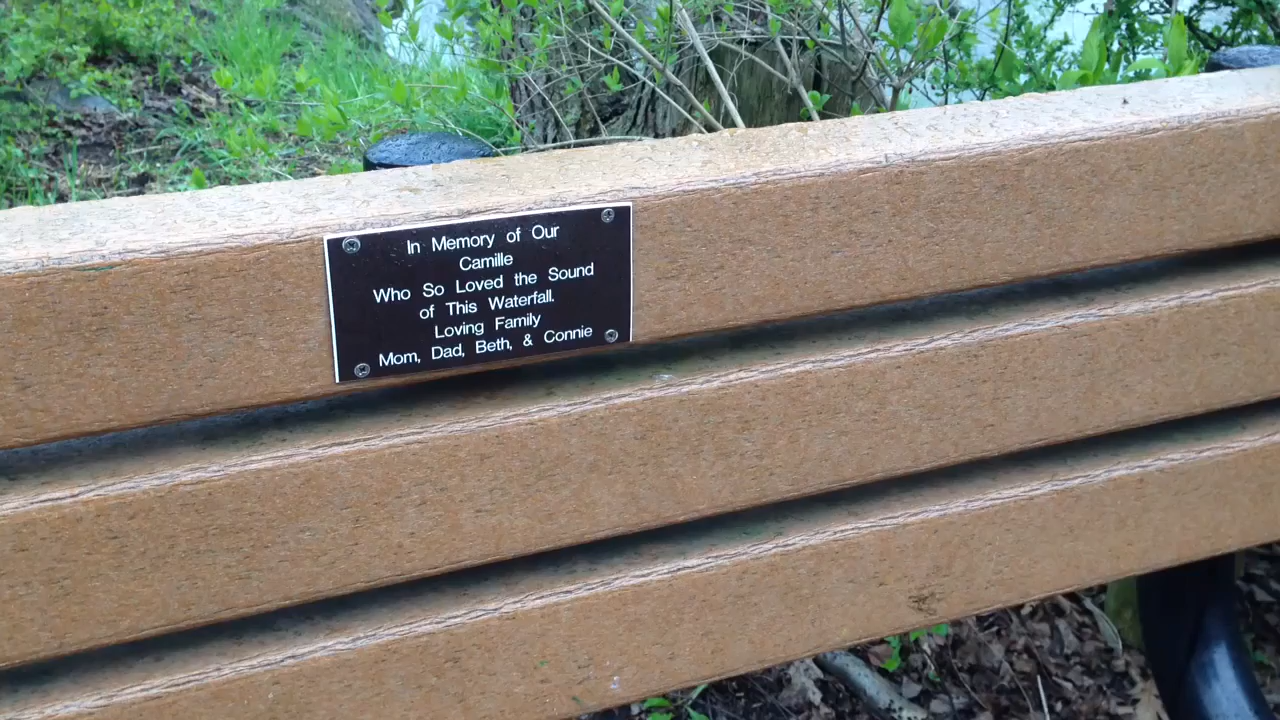 In Memory of Our
Camille
Who So Loved the Sound
of This Waterfall.
Loving Family
Mom, Dad, Beth, & Connie